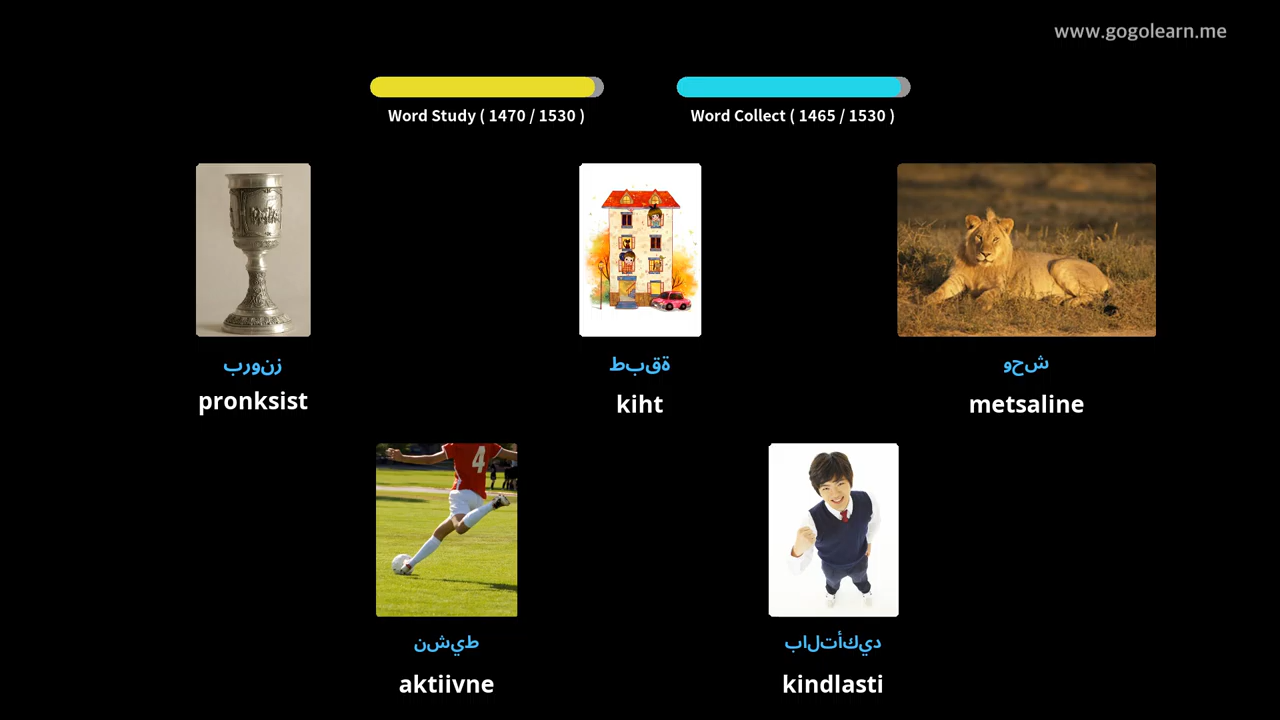 www.gogolearn.me
Word Study ( 1470 / 1530 )
Word Collect ( 1465 / 1530 )
برونز
pronksist
طبقة
kiht
وحش
metsaline
نشيط
aktiivne
بالتأكيد
kindlasti